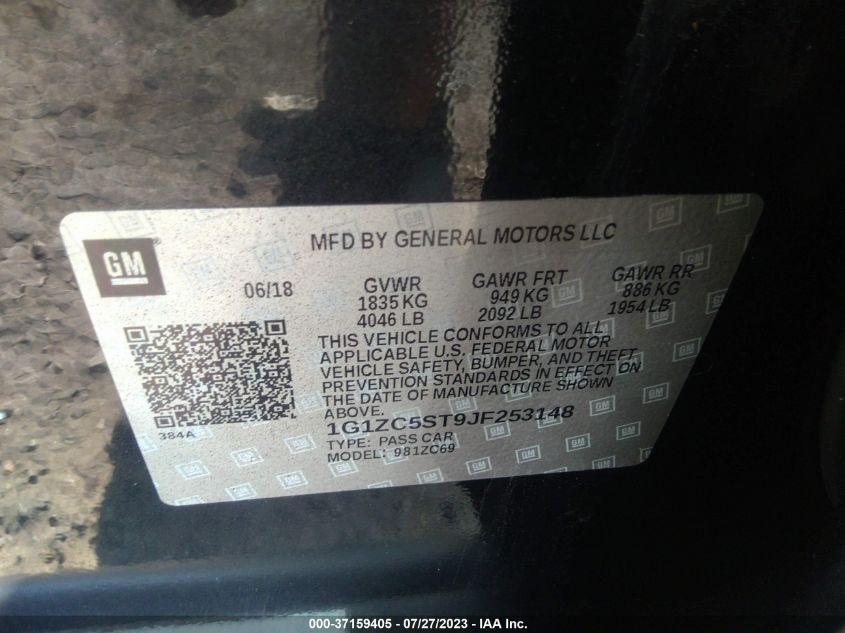 GM
MFD BY GENERAL MOTORS LLC
06/18
GVWR GAWR FRT GAWR RR
1835 KG 949 KG 886 KG
4046 LB 2092 LB 1954 LB
THIS VEHICLE CONFORMS TO ALL
APPLICABLE U.S. FEDERAL MOTOR
VEHICLE SAFETY, BUMPER, AND THEFT
PREVENTION STANDARDS IN EFFECT ON
THE DATE OF MANUFACTURE SHOWN
ABOVE.
384A
1G1ZC5ST9JF253148
TYPE: PASS CAR
MODEL: 981ZC69
000-37159405 - 07/27/2023 - IAA Inc.